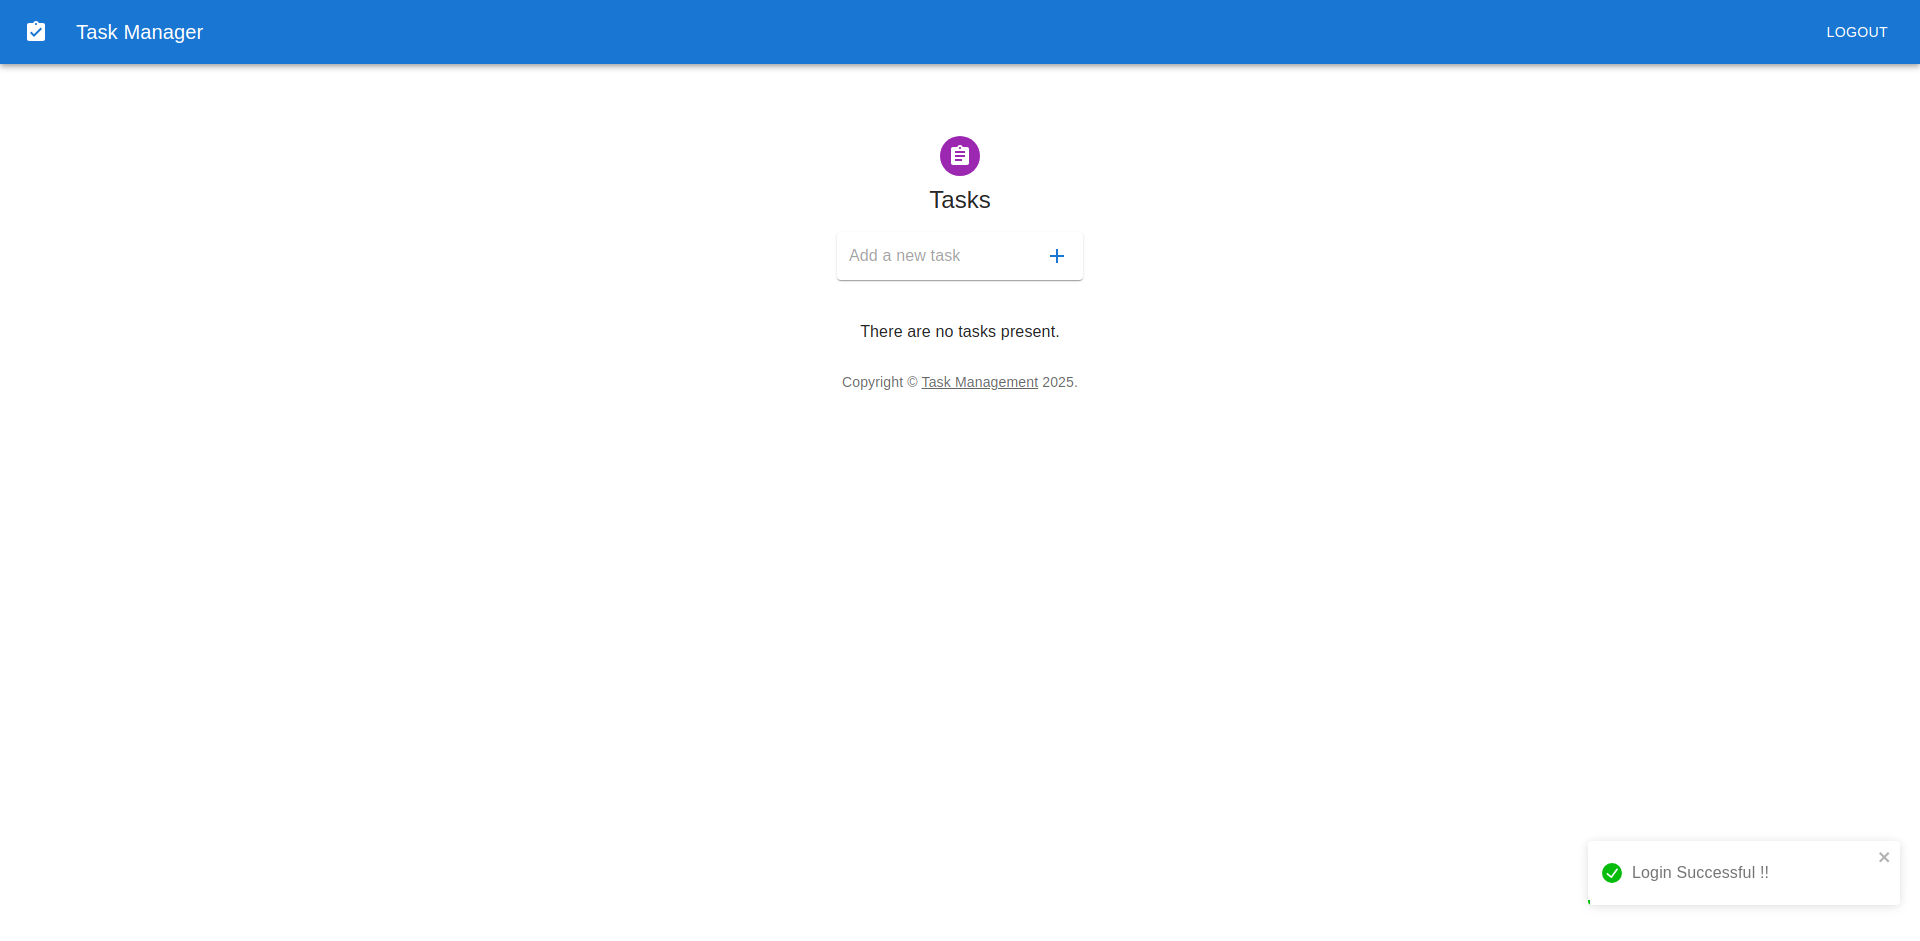 Task Manager
LOGOUT
Tasks
Add a new task
There are no tasks present.
Copyright © Task Management 2025.
Login Successful !!